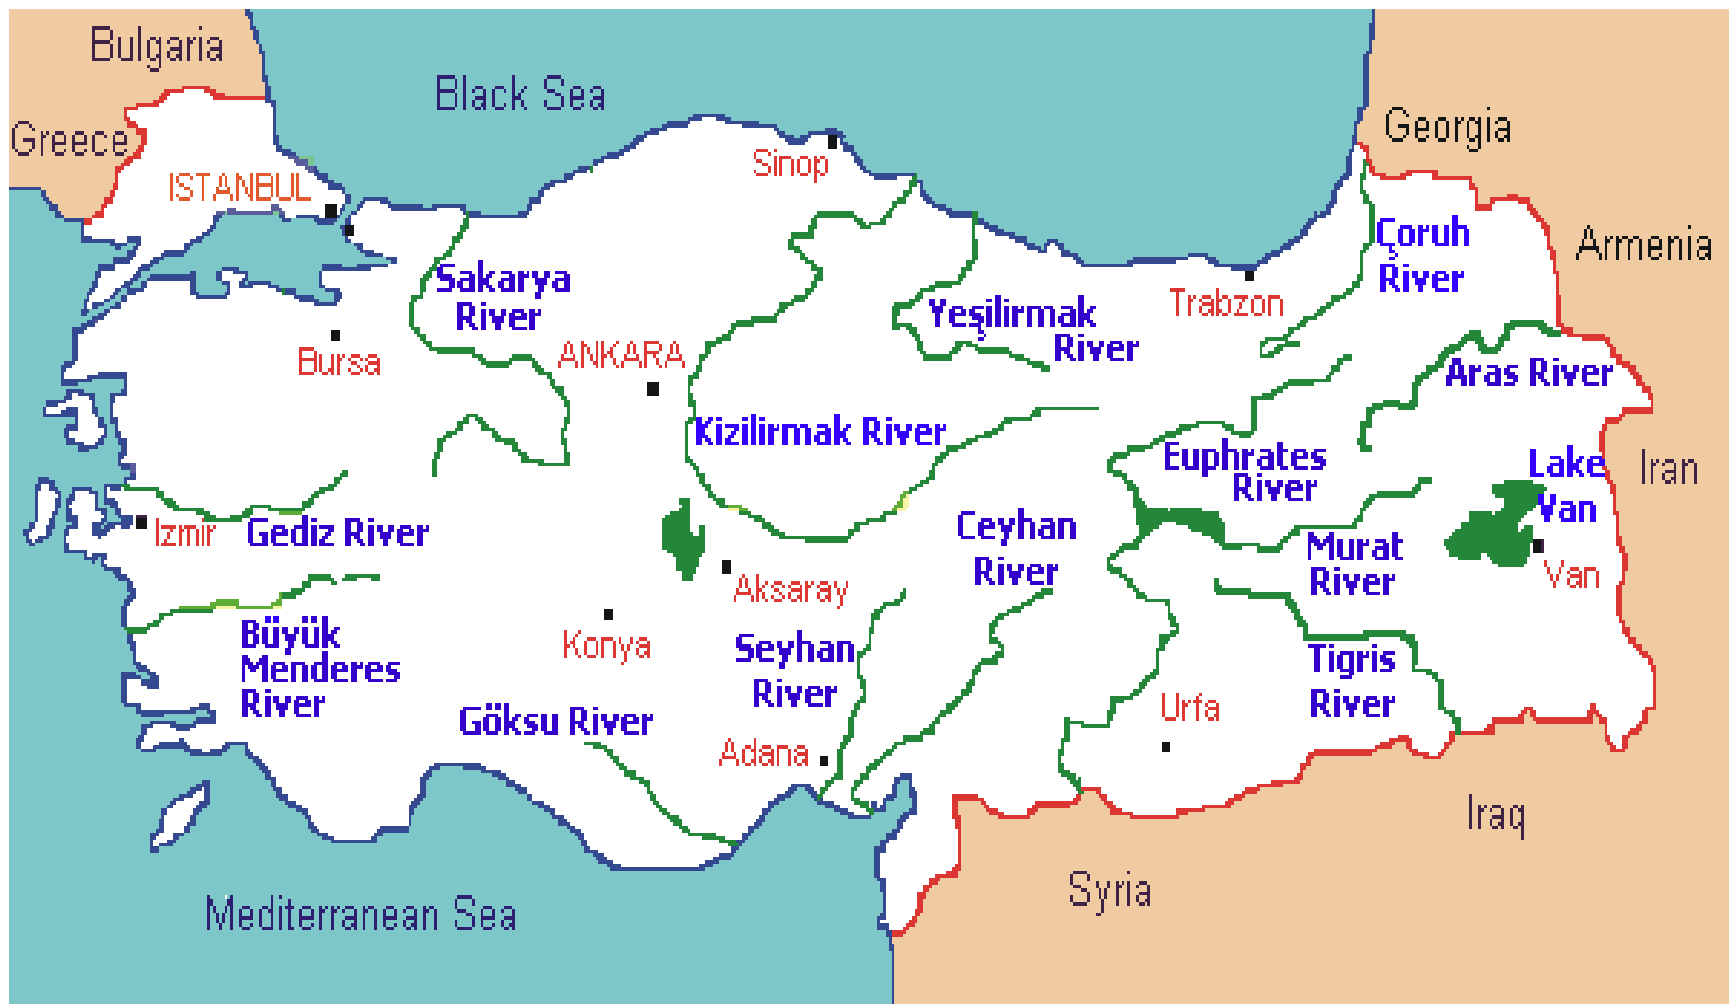 Bulgaria
Black Sea
Greece
Georgia
Sinop
ISTANBUL
Çoruh
River
Armenia
Sakarya
River
Yeşilirmak
River
Trabzon
Bursa
ANKARA
Aras River
Kizilirmak River
Euphrates
River
Lake
Van
Iran
Izmir
Gediz River
Ceyhan
River
Murat
River
Van
Aksaray
Büyük
Menderes
River
Konya
Seyhan
River
Tigris
River
Göksu River
Urfa
Adana
Iraq
Syria
Mediterranean Sea